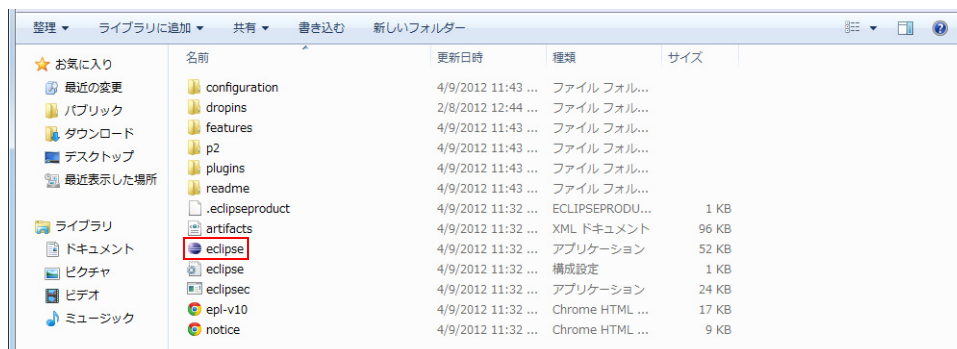 整理 ライブラリに追加 共有 書き込む 新しいフォルダー
名前 更新日時 種類 サイズ
お気に入り
最近の変更
パブリック
ダウンロード
デスクトップ
最近表示した場所
ライブラリ
ドキュメント
ピクチャ
ビデオ
ミュージック
configuration 4/9/2012 11:43 ... ファイル フォル...
dropins 2/8/2012 12:44 ... ファイル フォル...
features 4/9/2012 11:43 ... ファイル フォル...
p2 4/9/2012 11:43 ... ファイル フォル...
plugins 4/9/2012 11:43 ... ファイル フォル...
readme 4/9/2012 11:43 ... ファイル フォル...
.eclipseproduct 4/9/2012 11:32 ... ECLIPSEPRODU... 1 KB
artifacts 4/9/2012 11:32 ... XML ドキュメント 96 KB
eclipse 4/9/2012 11:32 ... アプリケーション 52 KB
eclipse 4/9/2012 11:32 ... 構成設定 1 KB
eclipsec 4/9/2012 11:32 ... アプリケーション 24 KB
epl-v10 4/9/2012 11:32 ... Chrome HTML ... 17 KB
notice 4/9/2012 11:32 ... Chrome HTML ... 9 KB